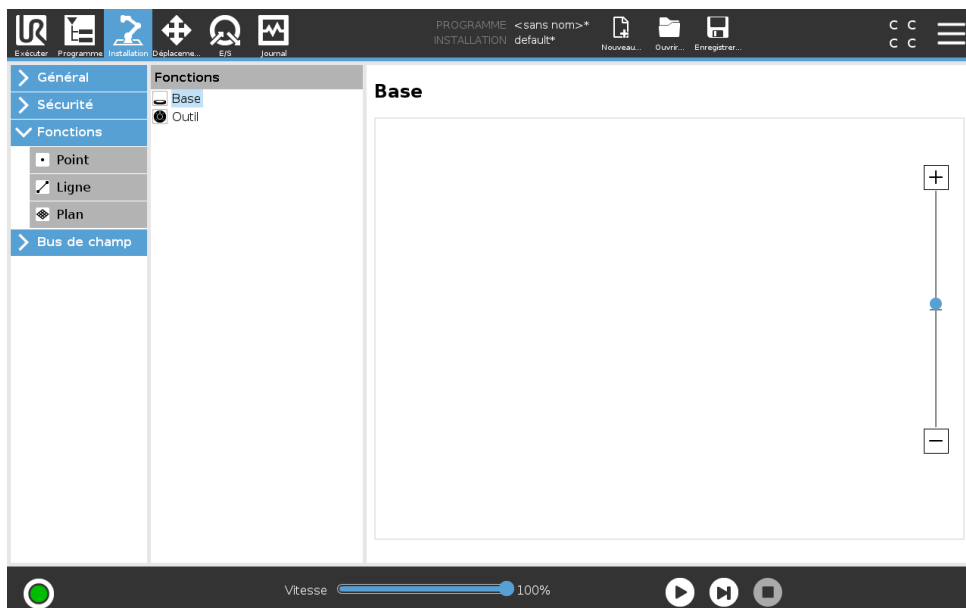 PROGRAMME <sans nom>*
INSTALLATION default*
Exécuter Programme Installation Déplaceme... E/S Journal
Nouveau... Ouvrir... Enregistrer...
C C
C C
Général
Sécurité
Fonctions
Point
Ligne
Plan
Bus de champ
Fonctions
Base
Outil
Base
Vitesse 100%